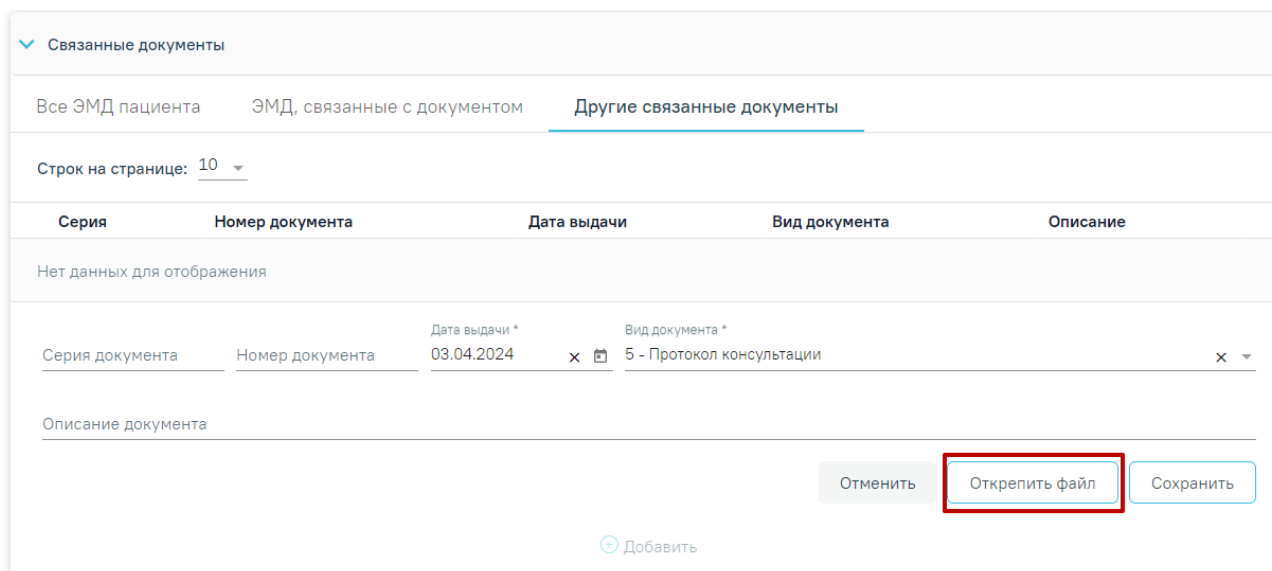 Связанные документы
Все ЭМД пациента ЭМД, связанные с документом Другие связанные документы
Строк на странице: 10
Серия Номер документа Дата выдачи Вид документа Описание
Нет данных для отображения
Дата выдачи * Вид документа *
Серия документа Номер документа 03.04.2024 5 - Протокол консультации
Описание документа
Отменить Открепить файл Сохранить
Добавить